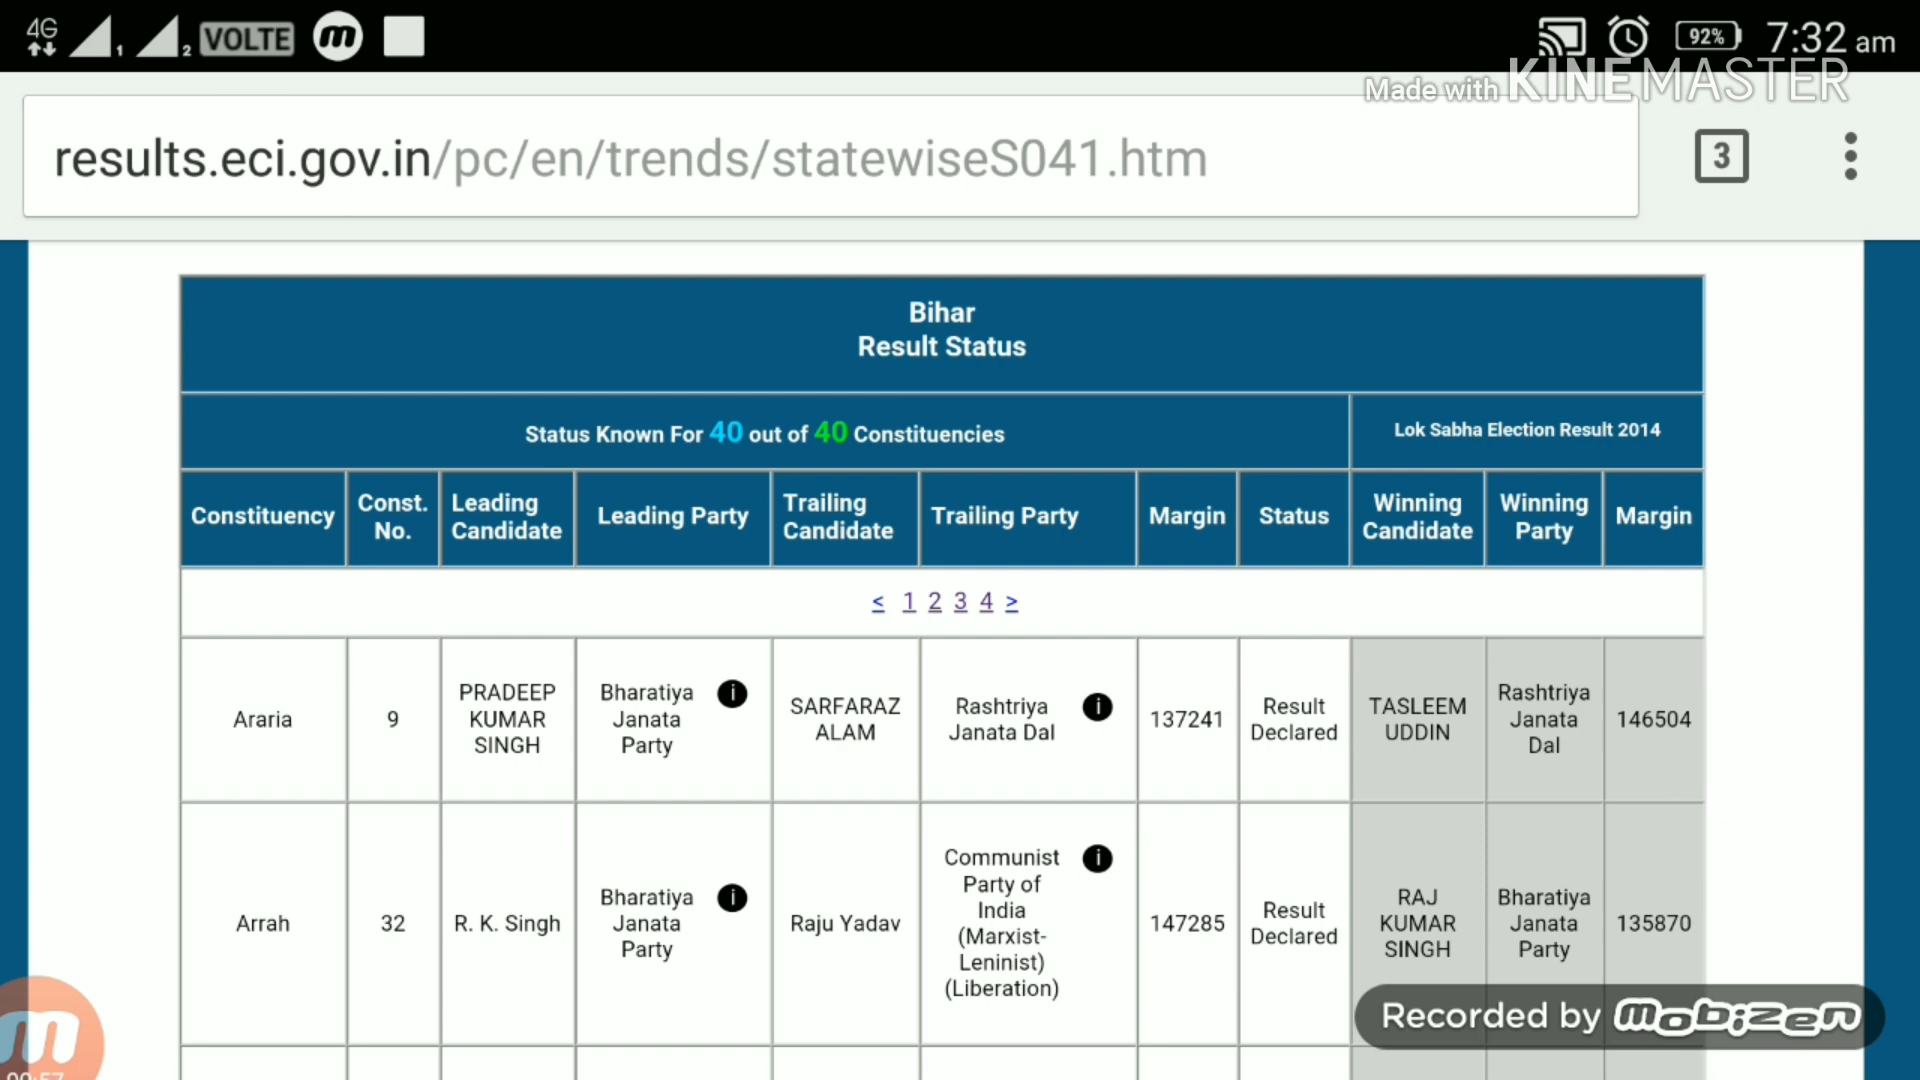 4G
1
2
VOLTE
m
92%
7:32 am
Made with KINEMASTER
results.eci.gov.in/pc/en/trends/statewiseS041.htm
3
Bihar
Result Status
Status Known For 40 out of 40 Constituencies
Lok Sabha Election Result 2014
Constituency
Const. No.
Leading Candidate
Leading Party
Trailing Candidate
Trailing Party
Margin
Status
Winning Candidate
Winning Party
Margin
< 1 2 3 4 >
Araria
9
PRADEEP
KUMAR
SINGH
Bharatiya
Janata
Party
i
SARFARAZ
ALAM
Rashtriya
Janata Dal
i
137241
Result
Declared
TASLEEM
UDDIN
Rashtriya
Janata
Dal
146504
Arrah
32
R. K. Singh
Bharatiya
Janata
Party
i
Raju Yadav
Communist
Party of
India
(Marxist-
Leninist)
(Liberation)
i
147285
Result
Declared
RAJ
KUMAR
SINGH
Bharatiya
Janata
Party
135870
Recorded by mobizen
m